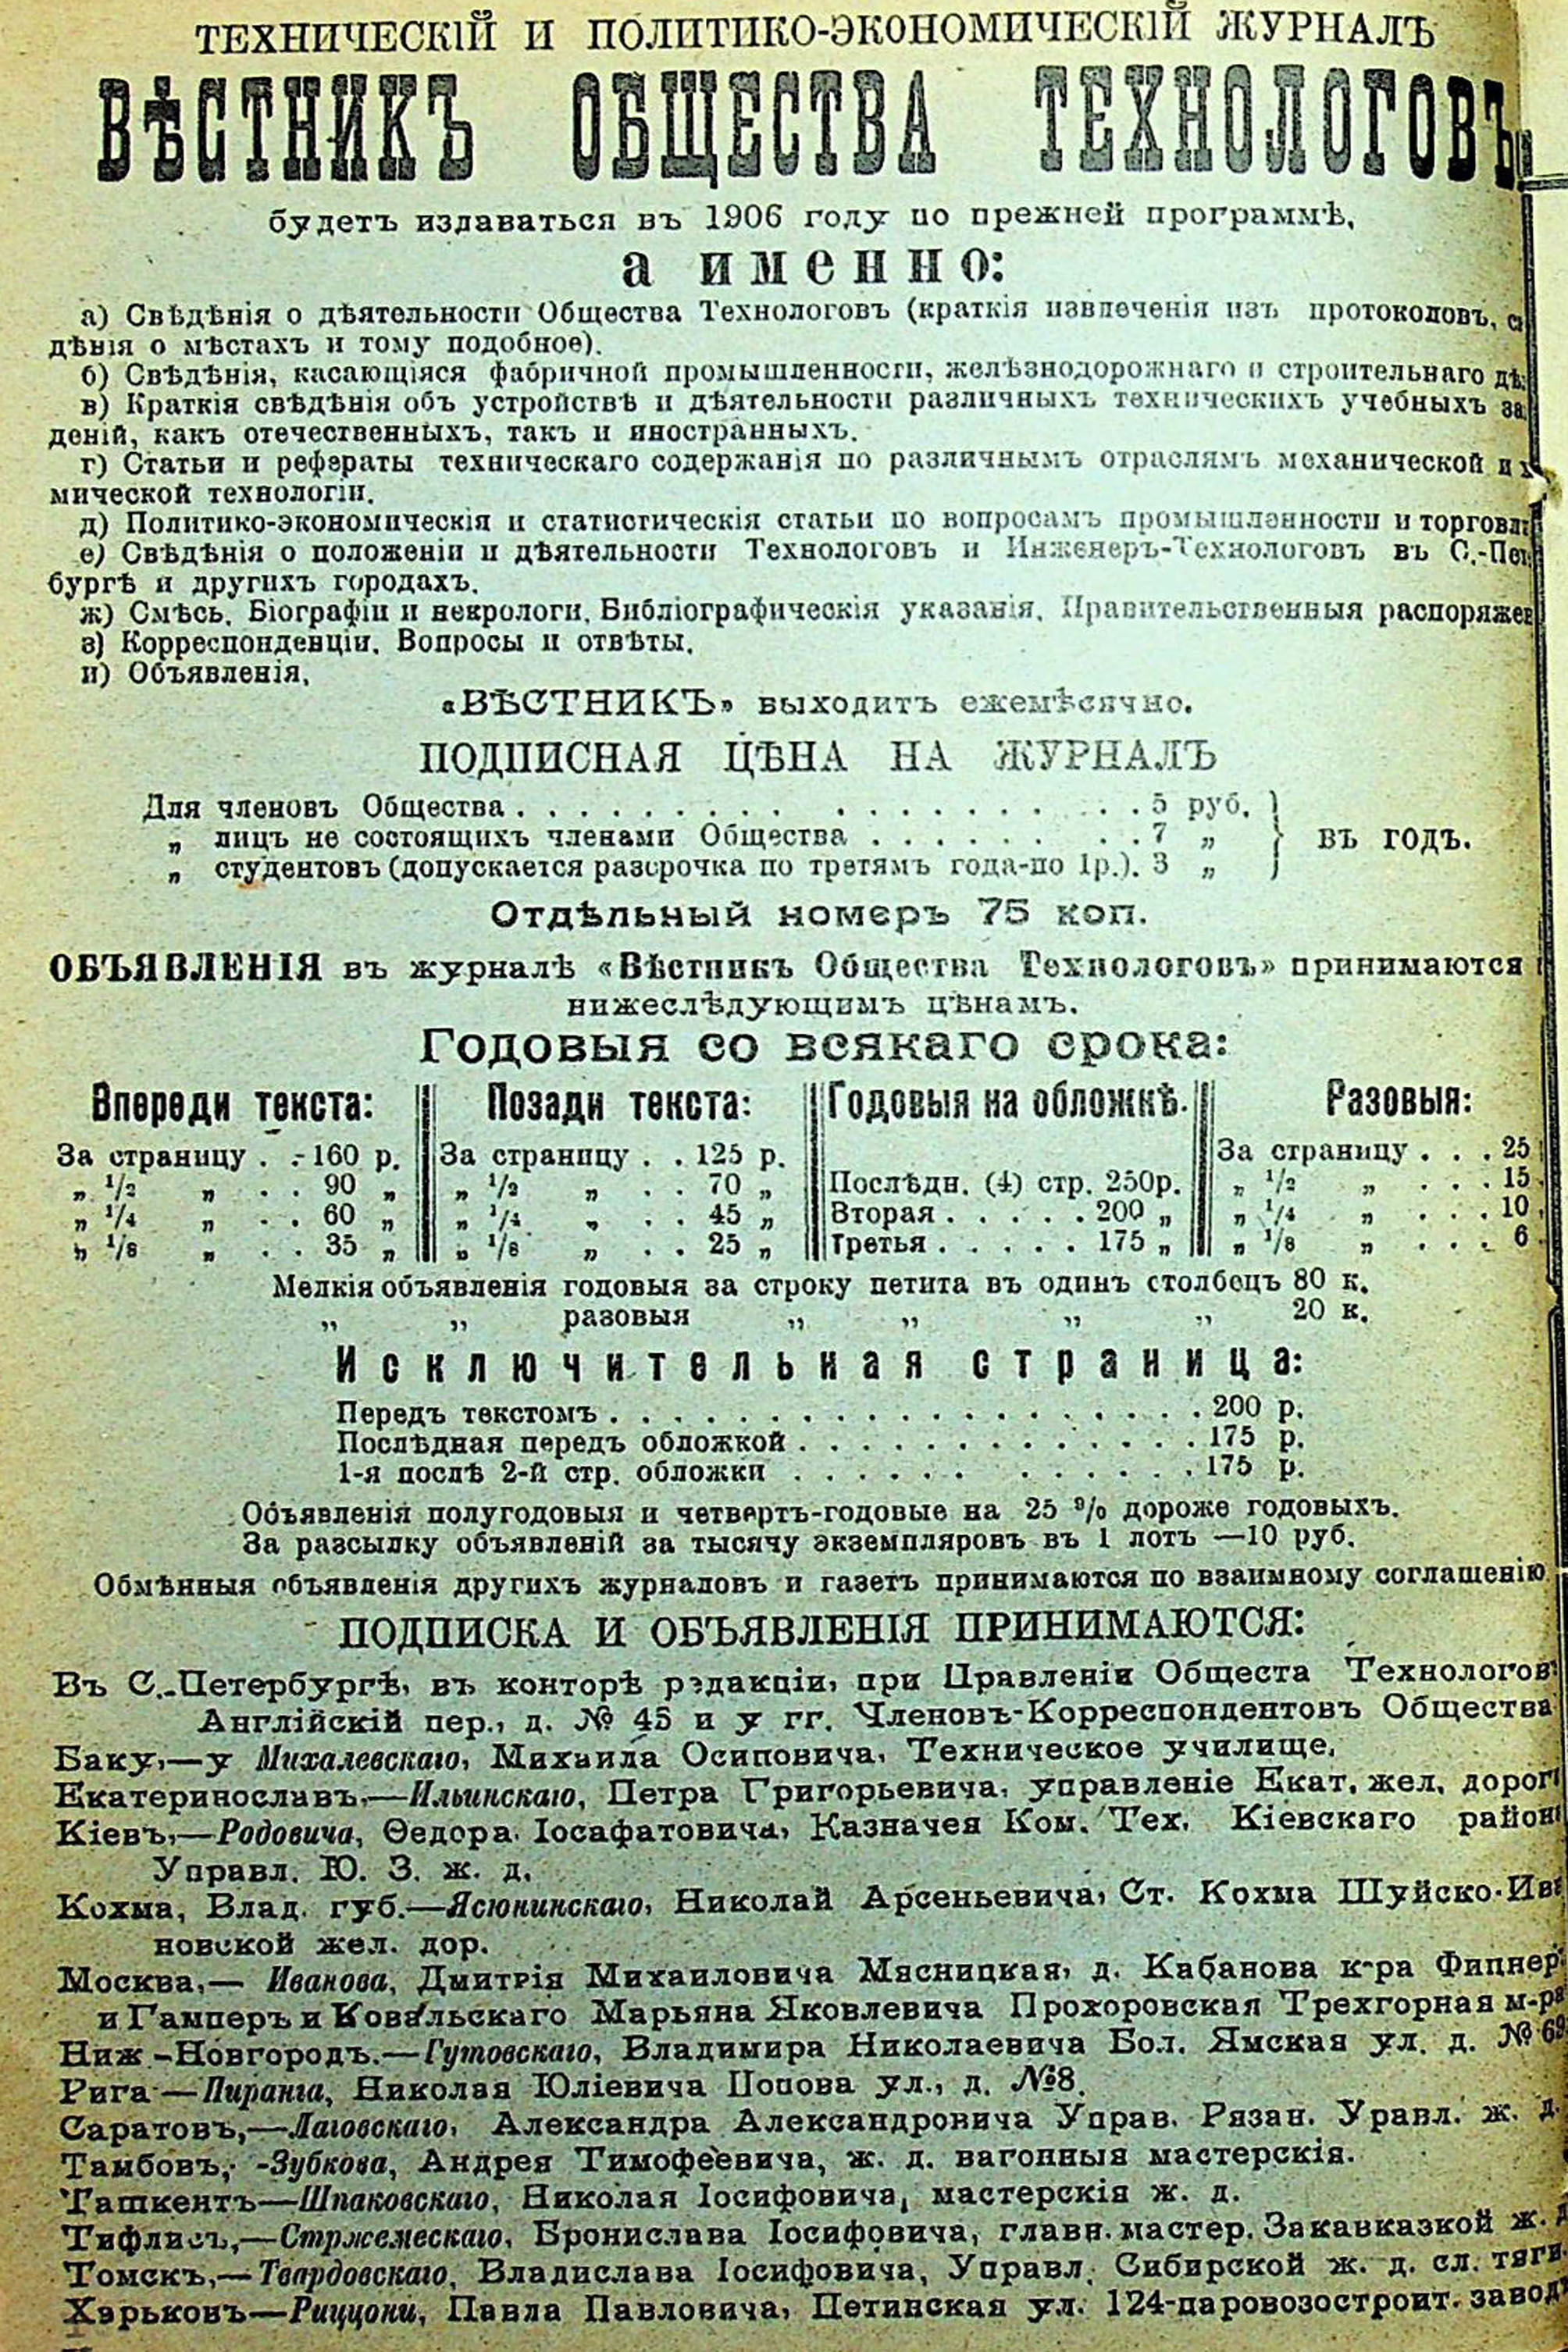 ТЕХНИЧЕСКІЙ И ПОЛИТИКО-ЭКОНОМИЧЕСКІЙ ЖУРНАЛЪ
ВѢСТНИКЪ ОБЩЕСТВА ТЕХНОЛОГОВЪ
будетъ издаваться въ 1906 году по прежней программѣ,
а именно:
а) Свѣдѣнія о дѣятельности Общества Технологовъ (краткія извлеченія изъ протоколовъ,
дѣнія о мѣстахъ и тому подобное).
б) Свѣдѣнія, касающіяся фабричной промышленности, желѣзнодорожнаго и строительнаго дѣ
в) Краткія свѣдѣнія объ устройствѣ и дѣятельности различныхъ техническихъ учебныхъ за
деній, какъ отечественныхъ, такъ и иностранныхъ.
г) Статьи и рефераты техническаго содержанія по различнымъ отраслямъ механической и х
мической технологіи.
д) Политико-экономическія и статистическія статьи по вопросамъ промышленности и торговл
е) Свѣдѣнія о положеніи и дѣятельности Технологовъ и Инженеръ-Технологовъ въ С.-Пет
бургѣ и другихъ городахъ.
ж) Смѣсь. Біографіи и некрологи. Библіографическія указанія. Правительственныя распоряжен
з) Корреспонденціи. Вопросы и отвѣты.
и) Объявленія,
«ВѢСТНИКЪ» выходитъ ежемѣсячно.
ПОДПИСНАЯ ЦѢНА НА ЖУРНАЛЪ
Для членовъ Общества . . . . . . . . . . . . . . . . . . 5 руб.
„ лицъ не состоящихъ членами Общества . . . . . . . . . 7 „ въ годъ.
„ студентовъ (допускается разсрочка по третямъ года-по 1р.). 3 „
Отдѣльный номеръ 75 коп.
ОБЪЯВЛЕНІЯ въ журналѣ «Вѣстникъ Общества Технологовъ» принимаются
нижеслѣдующимъ цѣнамъ.
Годовыя со всякаго срока:
Впереди текста: Позади текста: Годовыя на обложкѣ. Разовыя:
За страницу . . 160 р. За страницу . . 125 р. За страницу . . . 25
„ 1/2 „ . . 90 „ „ 1/2 „ . . 70 „ Послѣдн. (4) стр. 250р. „ 1/2 „ . . . 15
„ 1/4 „ . . 60 „ „ 1/4 „ . . 45 „ Вторая . . . . . 200 „ „ 1/4 „ . . . 10
„ 1/8 „ . . 35 „ „ 1/8 „ . . 25 „ Третья . . . . . 175 „ „ 1/8 „ . . . 6
Мелкія объявленія годовыя за строку петита въ одинъ столбецъ 80 к.
„ „ разовыя „ „ „ „ 20 к.
Исключительная страница:
Передъ текстомъ . . . . . . . . . . . . . . . . . . 200 р.
Послѣдная передъ обложкой . . . . . . . . . . . . . 175 р.
1-я послѣ 2-й стр. обложки . . . . . . . . . . . . . 175 р.
Объявленія полугодовыя и четверть-годовые на 25 % дороже годовыхъ.
За разсылку объявленій за тысячу экземпляровъ въ 1 лотъ —10 руб.
Обмѣнныя объявленія другихъ журналовъ и газетъ принимаются по взаимному соглашенію
ПОДПИСКА И ОБЪЯВЛЕНІЯ ПРИНИМАЮТСЯ:
Въ С.-Петербургѣ, въ конторѣ редакціи, при Правленіи Общеста Технологов
Англійскій пер., д. № 45 и у гг. Членовъ-Корреспондентовъ Общества
Баку,—у Михалевскаго, Михаила Осиповича, Техническое училище.
Екатеринославъ,—Ильинскаго, Петра Григорьевича, управленіе Екат. жел. дорог
Кіевъ,—Родовича, Ѳедора Іосафатовича, Казначея Ком. Тех. Кіевскаго район
Управл. Ю. З. ж. д.
Кохма, Влад. губ.—Ясюнинскаго, Николай Арсеньевича, Ст. Кохма Шуйско-Ива
новской жел. дор.
Москва,— Иванова, Дмитрія Михаиловича Мясницкая, д. Кабанова к-ра Фипнер
и Гамперъ и Ковальскаго Марьяна Яковлевича Прохоровская Трехгорная м-ра
Ниж-Новгородъ.—Гутовскаго, Владимира Николаевича Бол. Ямская ул. д. № 69
Рига—Пиранга, Николая Юліевича Попова ул., д. №8.
Саратовъ,—Лаговскаго, Александра Александровича Управ. Рязан. Уравл. ж. д.
Тамбовъ, -Зубкова, Андрея Тимофеевича, ж. д. вагонныя мастерскія.
Ташкентъ—Шпаковскаго, Николая Іосифовича, мастерскія ж. д.
Тифлисъ,—Стржемескаго, Бронислава Іосифовича, главн. мастер. Закавказкой ж. д
Томскъ,—Твардовскаго, Владислава Іосифовича, Управл. Сибирской ж. д. сл. тяги
Харьковъ—Риццони, Павла Павловича, Петинская ул. 124-паровозостроит. завод